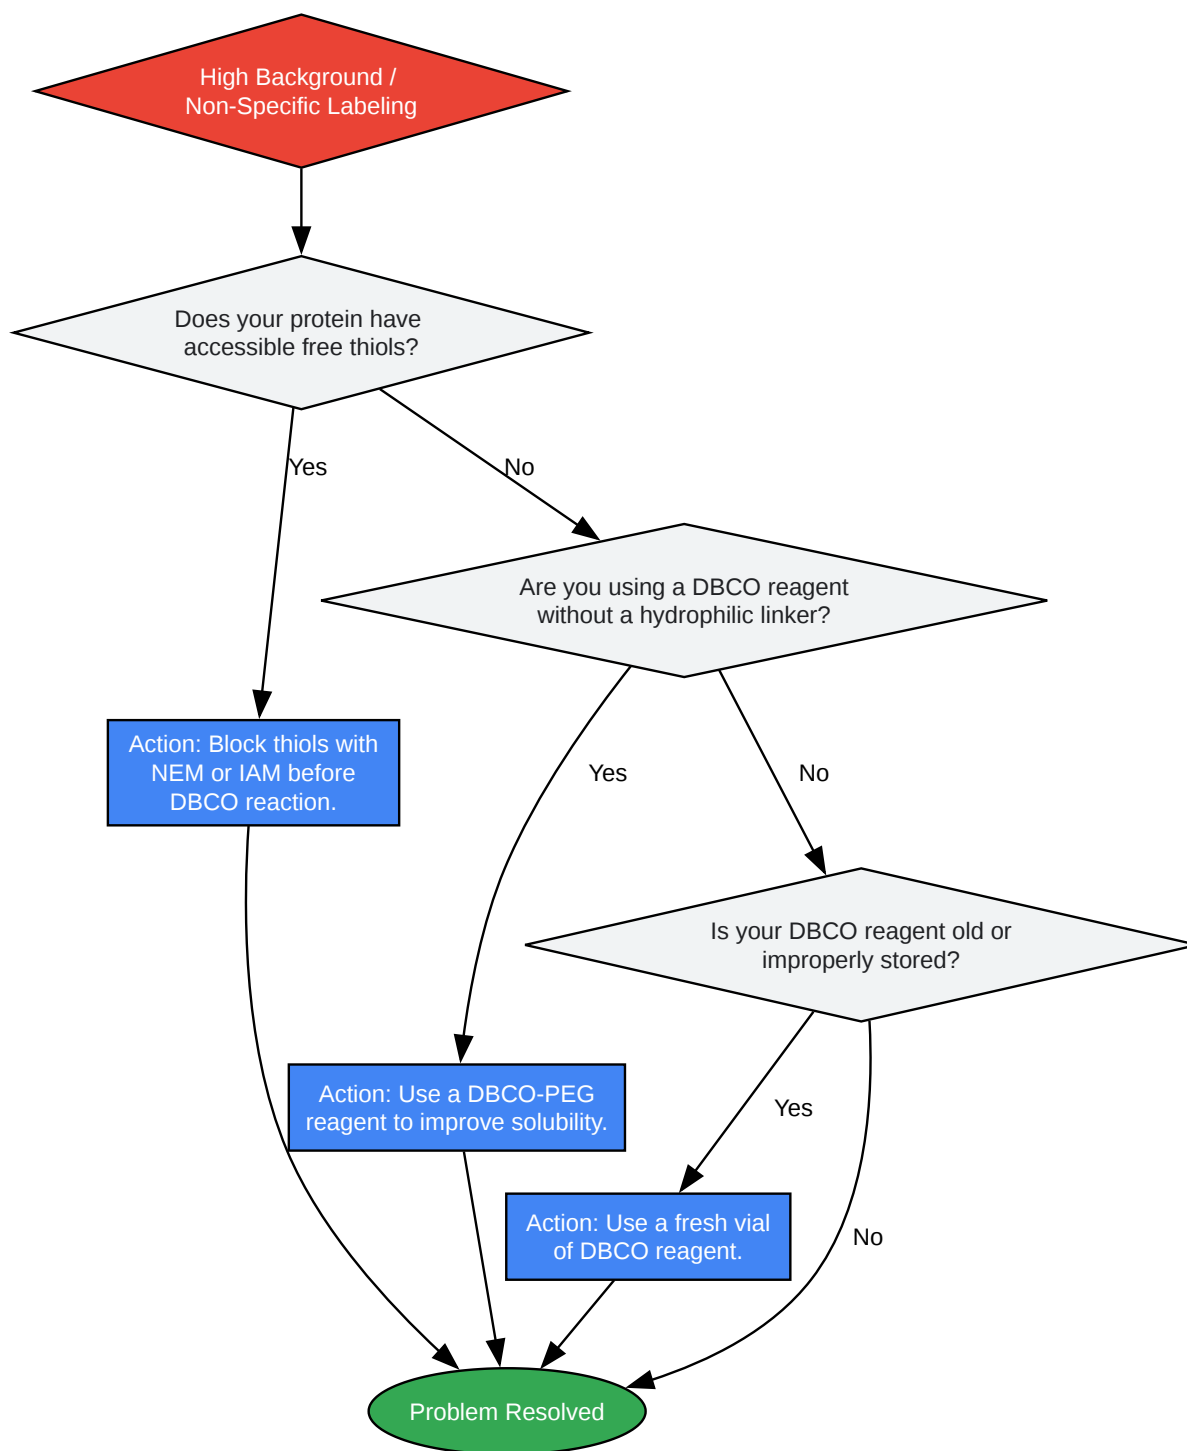 High Background /
Non-Specific Labeling
Does your protein have
accessible free thiols?
Yes
No
Are you using a DBCO reagent
without a hydrophilic linker?
Action: Block thiols with
NEM or IAM before
DBCO reaction.
Yes
No
Is your DBCO reagent old or
improperly stored?
Action: Use a DBCO-PEG
reagent to improve solubility.
Yes
Action: Use a fresh vial
of DBCO reagent.
No
Problem Resolved